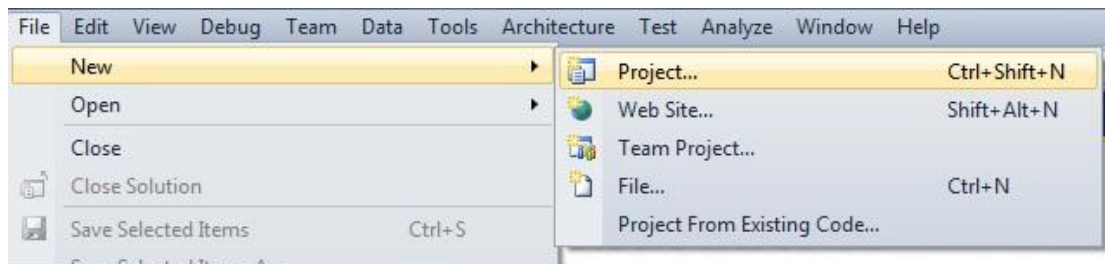 File Edit View Debug Team Data Tools Architecture Test Analyze Window Help
New
Open
Close
Close Solution
Save Selected Items Ctrl+S
Project... Ctrl+Shift+N
Web Site... Shift+Alt+N
Team Project...
File... Ctrl+N
Project From Existing Code...